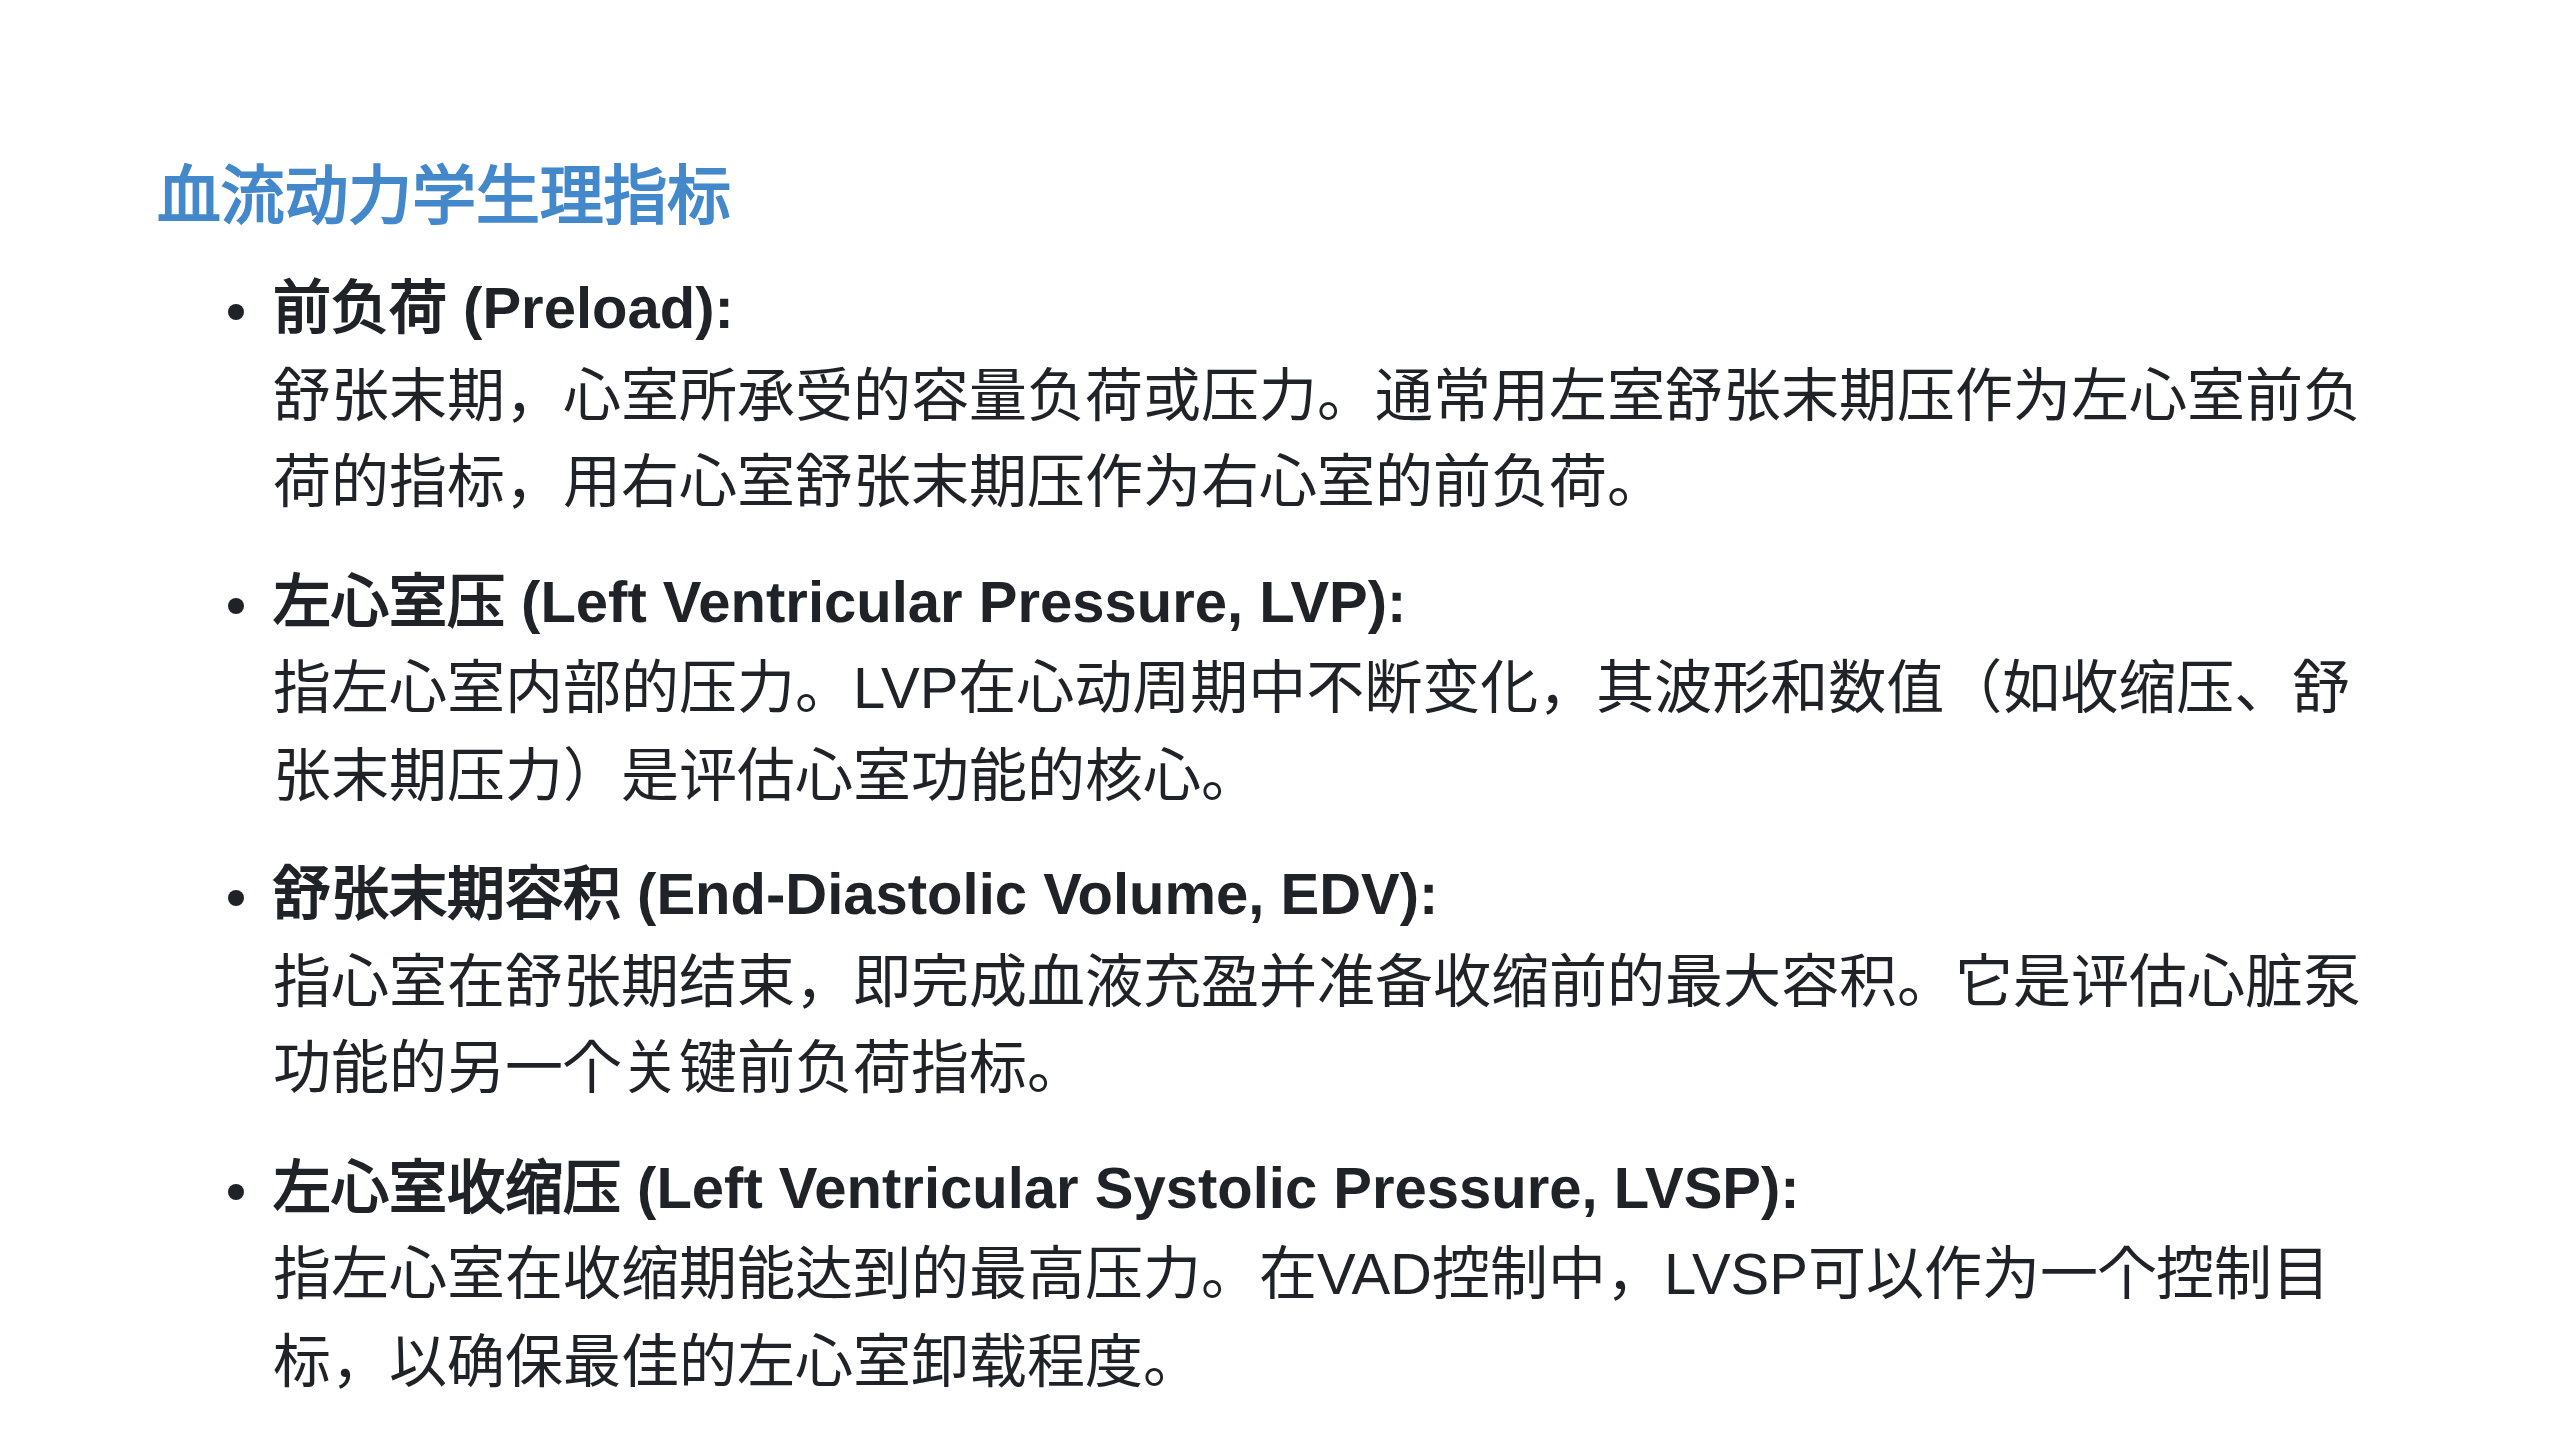 血流动力学生理指标
• 前负荷 (Preload):
舒张末期，心室所承受的容量负荷或压力。通常用左室舒张末期压作为左心室前负
荷的指标，用右心室舒张末期压作为右心室的前负荷。
• 左心室压 (Left Ventricular Pressure, LVP):
指左心室内部的压力。LVP在心动周期中不断变化，其波形和数值（如收缩压、舒
张末期压力）是评估心室功能的核心。
• 舒张末期容积 (End-Diastolic Volume, EDV):
指心室在舒张期结束，即完成血液充盈并准备收缩前的最大容积。它是评估心脏泵
功能的另一个关键前负荷指标。
• 左心室收缩压 (Left Ventricular Systolic Pressure, LVSP):
指左心室在收缩期能达到的最高压力。在VAD控制中，LVSP可以作为一个控制目
标，以确保最佳的左心室卸载程度。